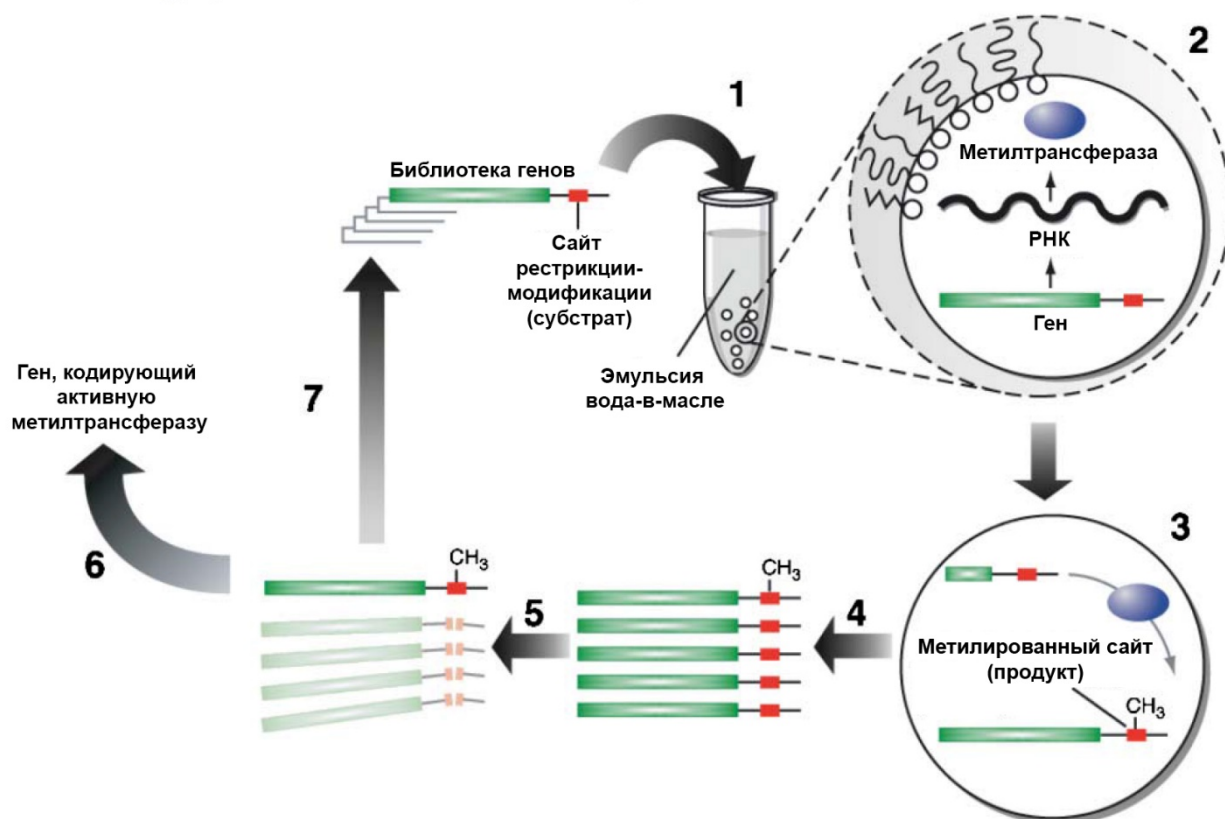 1
2
Библиотека генов
Сайт
рестрикции-
модификации
(субстрат)
Метилтрансфераза
РНК
Ген
Эмульсия
вода-в-масле
Ген, кодирующий
активную
метилтрансферазу
7
3
6
CH3
5
CH3
4
Метилированный сайт
(продукт)
CH3